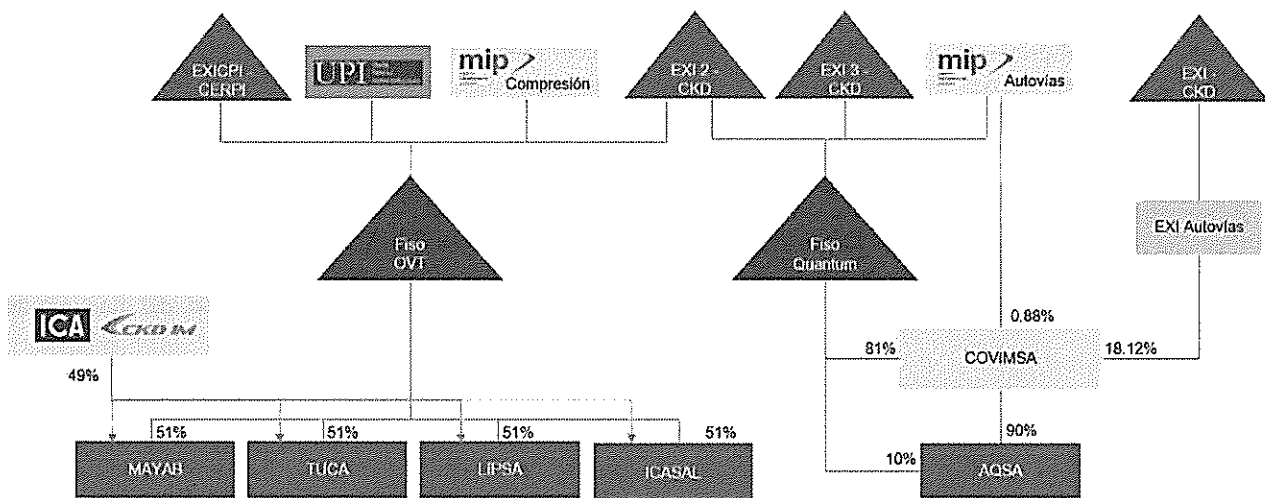 EXICPI -
CERPI
UPI
mip
Compresión
EXI 2 -
CKD
EXI 3 -
CKD
mip
Autovías
EXI -
CKD
Fiso
OVT
Fiso
Quantum
EXI Autovías
ICA CKD IM
49%
0.88%
81%
COVIMSA
18.12%
51%
51%
51%
51%
90%
10%
MAYAB
TUCA
LIPSA
ICASAL
AQSA